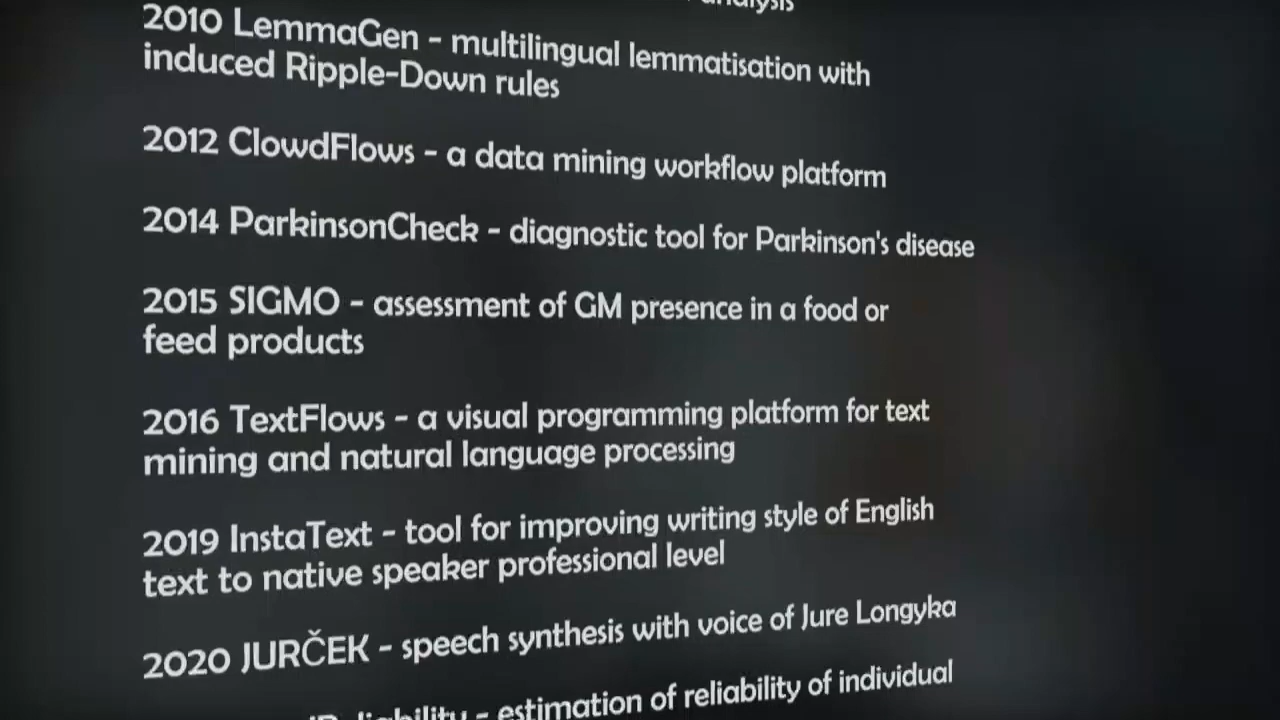 analysis
2010 LemmaGen - multilingual lemmatisation with
induced Ripple-Down rules
2012 ClowdFlows - a data mining workflow platform
2014 ParkinsonCheck - diagnostic tool for Parkinson's disease
2015 SIGMO - assessment of GM presence in a food or
feed products
2016 TextFlows - a visual programming platform for text
mining and natural language processing
2019 InstaText - tool for improving writing style of English
text to native speaker professional level
2020 JURČEK - speech synthesis with voice of Jure Longyka
- estimation of reliability of individual